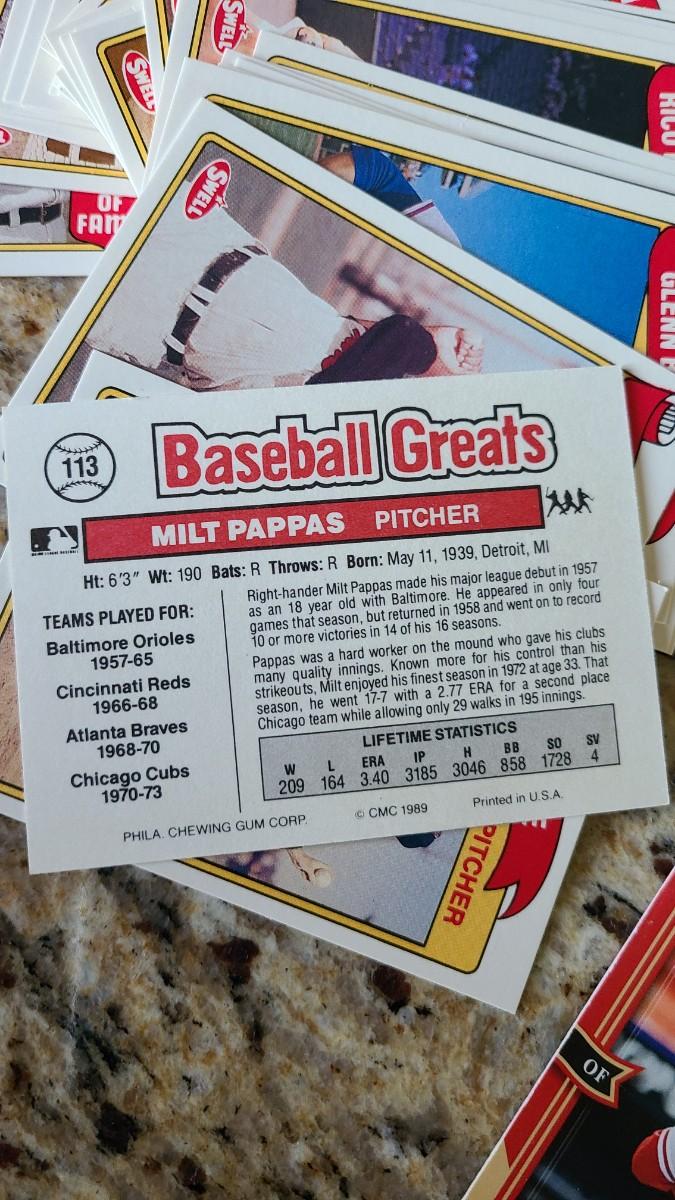 SWELL
SWELL
RICO
OF
FAM
SWELL
GLENN
113
Baseball Greats
MILT PAPPAS PITCHER
Ht: 6'3" Wt: 190 Bats: R Throws: R Born: May 11, 1939, Detroit, MI
TEAMS PLAYED FOR:
Baltimore Orioles
1957-65
Cincinnati Reds
1966-68
Atlanta Braves
1968-70
Chicago Cubs
1970-73
Right-hander Milt Pappas made his major league debut in 1957
as an 18 year old with Baltimore. He appeared in only four
games that season, but returned in 1958 and went on to record
10 or more victories in 14 of his 16 seasons.
Pappas was a hard worker on the mound who gave his clubs
many quality innings. Known more for his control than his
strikeouts, Milt enjoyed his finest season in 1972 at age 33. That
season, he went 17-7 with a 2.77 ERA for a second place
Chicago team while allowing only 29 walks in 195 innings.
LIFETIME STATISTICS
W L ERA IP H BB SO SV
209 164 3.40 3185 3046 858 1728 4
PHILA. CHEWING GUM CORP. © CMC 1989 Printed in U.S.A.
PITCHER
OF